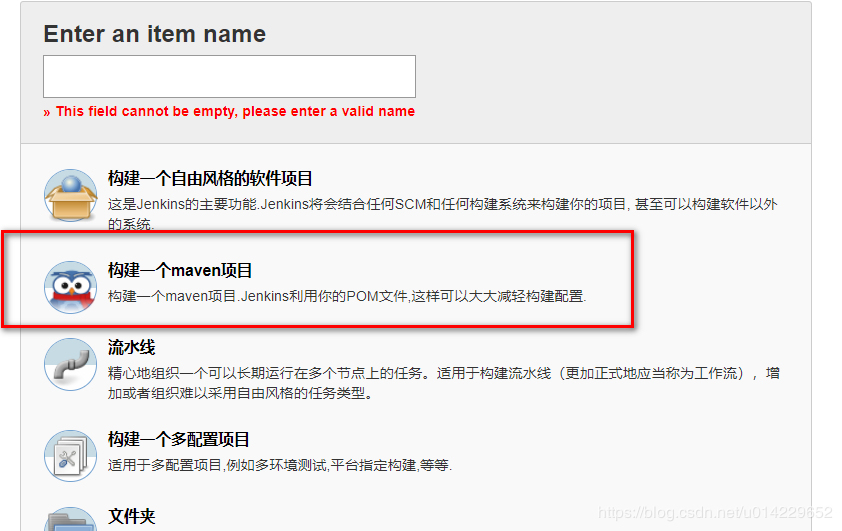 Enter an item name
» This field cannot be empty, please enter a valid name
构建一个自由风格的软件项目
这是Jenkins的主要功能.Jenkins将会结合任何SCM和任何构建系统来构建你的项目, 甚至可以构建软件以外
的系统.
构建一个maven项目
构建一个maven项目.Jenkins利用你的POM文件,这样可以大大减轻构建配置.
流水线
精心地组织一个可以长期运行在多个节点上的任务。适用于构建流水线（更加正式地应当称为工作流），增
加或者组织难以采用自由风格的任务类型。
构建一个多配置项目
适用于多配置项目,例如多环境测试,平台指定构建,等等.
文件夹
https://blog.csdn.net/u014229652